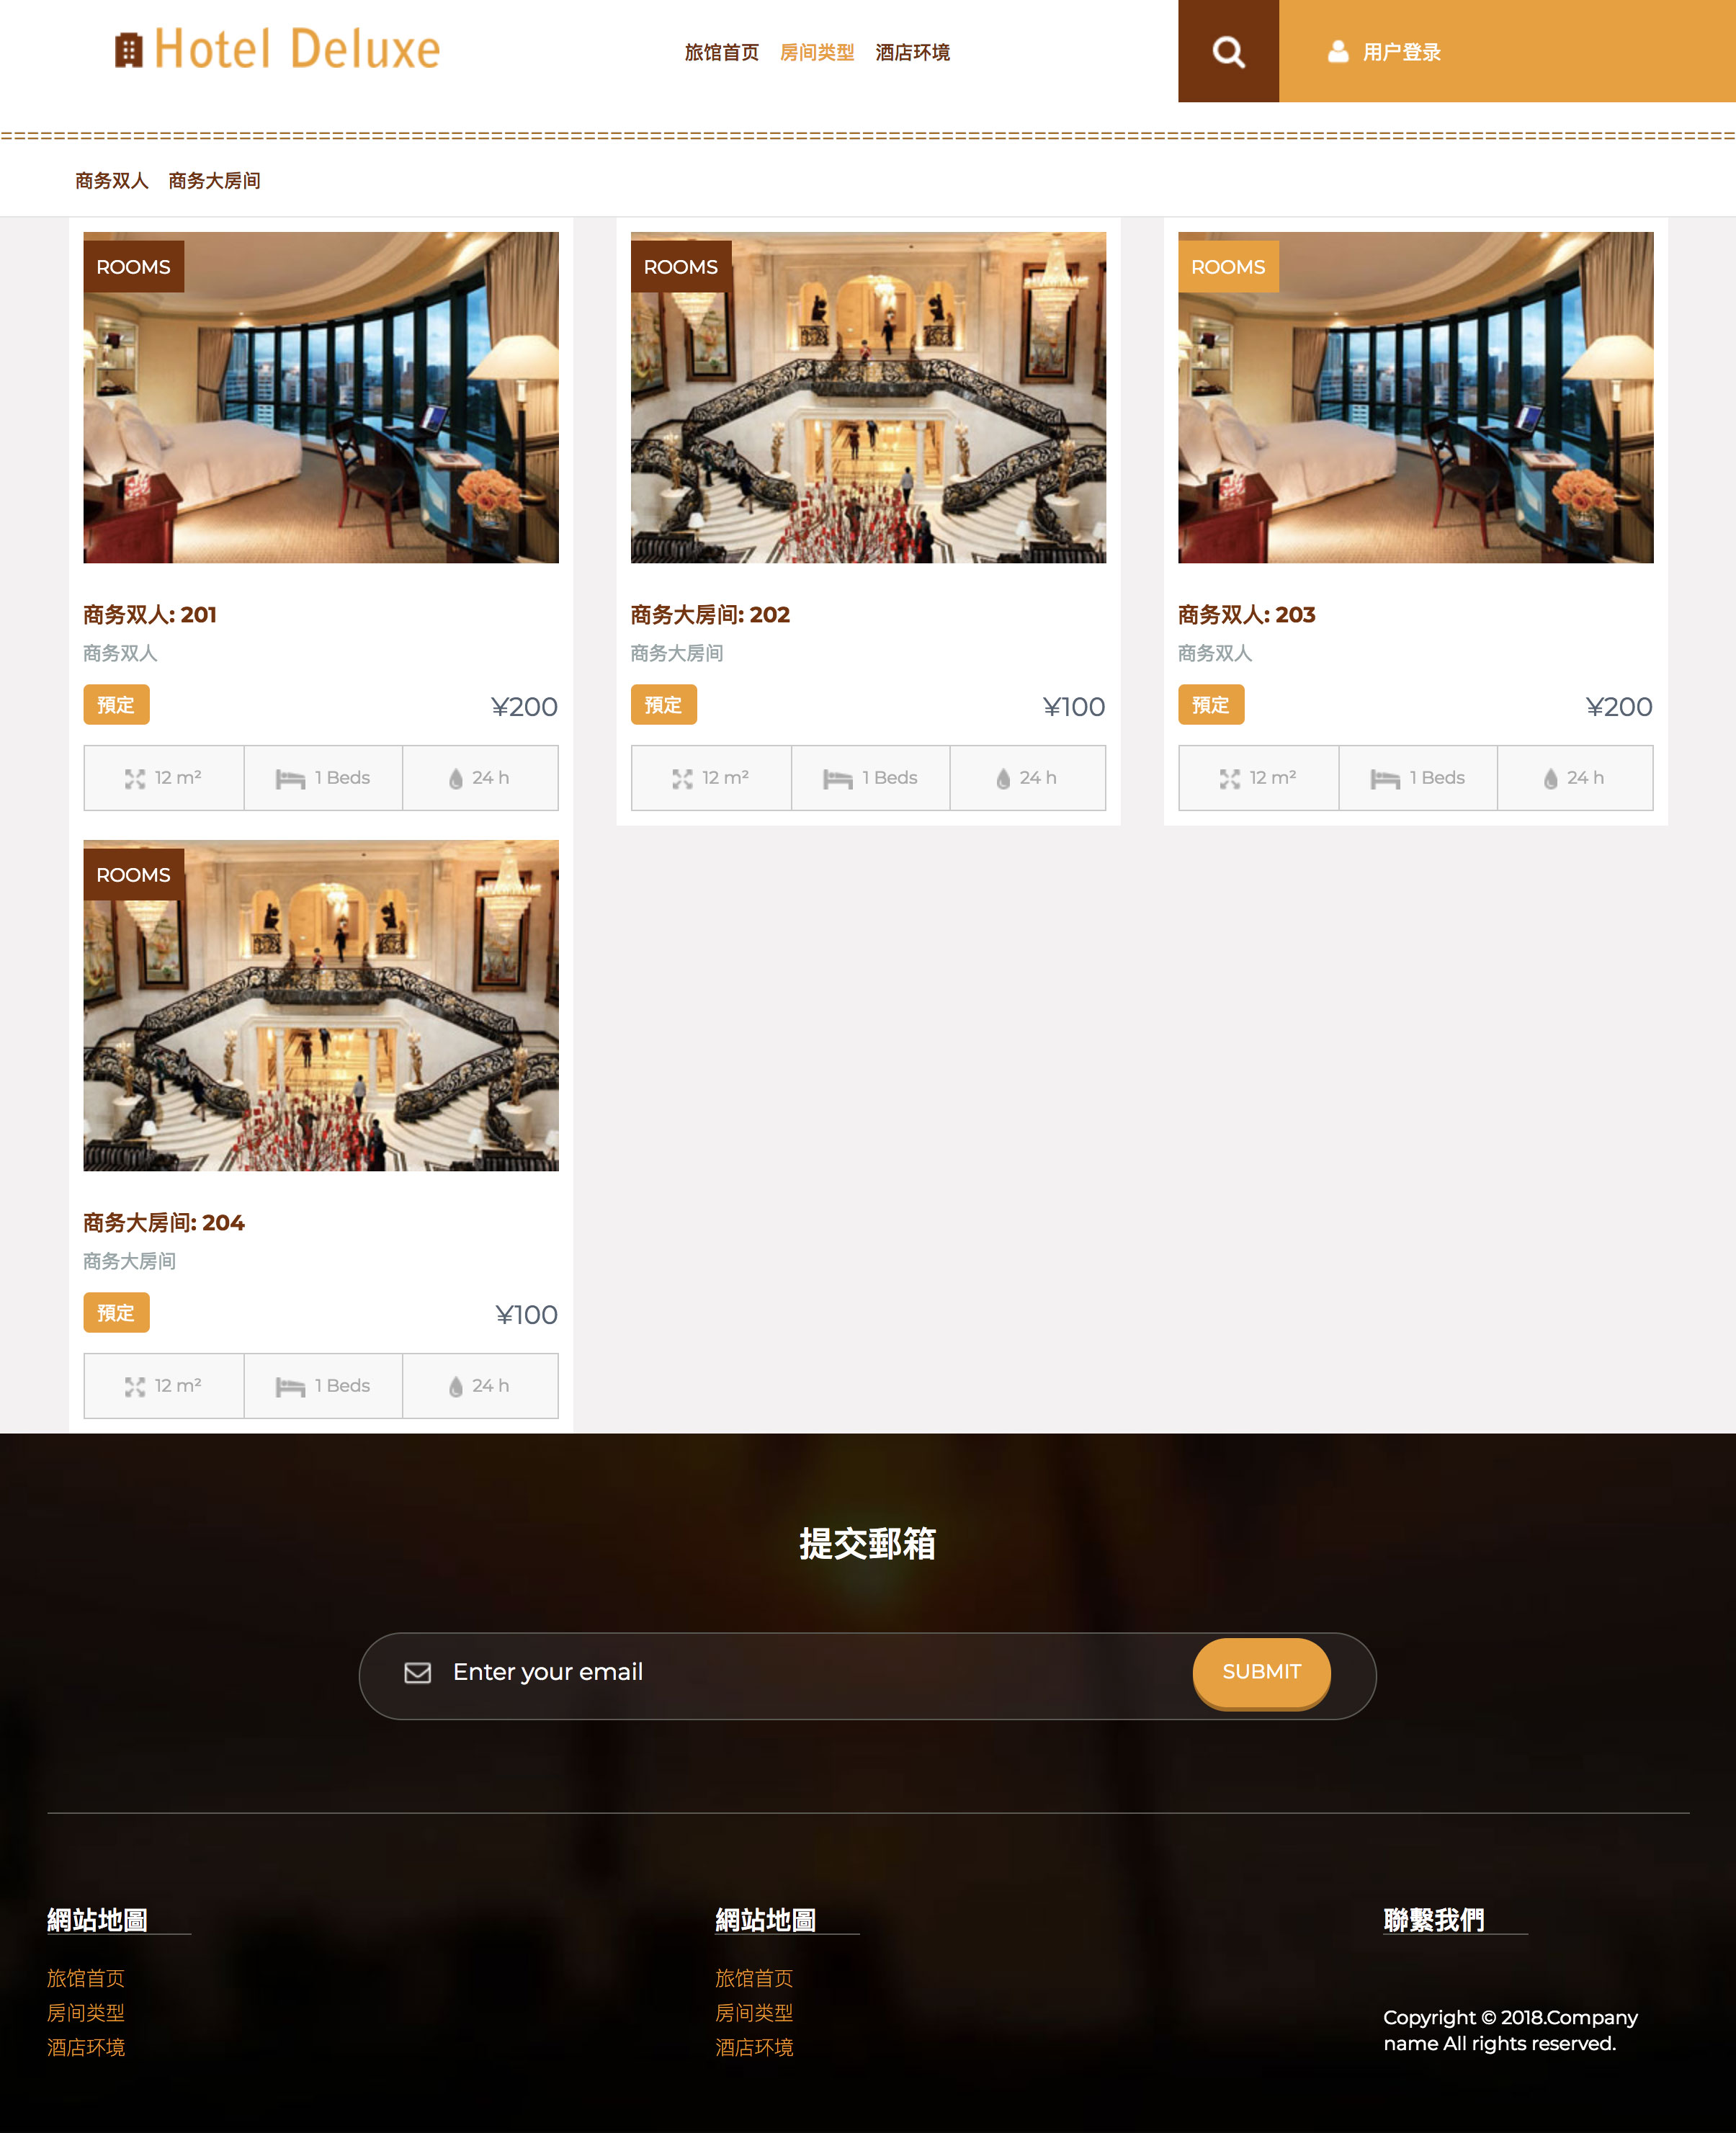 Hotel Deluxe
旅馆首页 房间类型 酒店环境
用户登录
商务双人 商务大房间
ROOMS
商务双人: 201
商务双人
預定 ¥200
12 m² 1 Beds 24 h
ROOMS
商务大房间: 202
商务大房间
預定 ¥100
12 m² 1 Beds 24 h
ROOMS
商务双人: 203
商务双人
預定 ¥200
12 m² 1 Beds 24 h
ROOMS
商务大房间: 204
商务大房间
預定 ¥100
12 m² 1 Beds 24 h
提交郵箱
Enter your email
SUBMIT
網站地圖
旅馆首页
房间类型
酒店环境
網站地圖
旅馆首页
房间类型
酒店环境
聯繫我們
Copyright © 2018.Company
name All rights reserved.